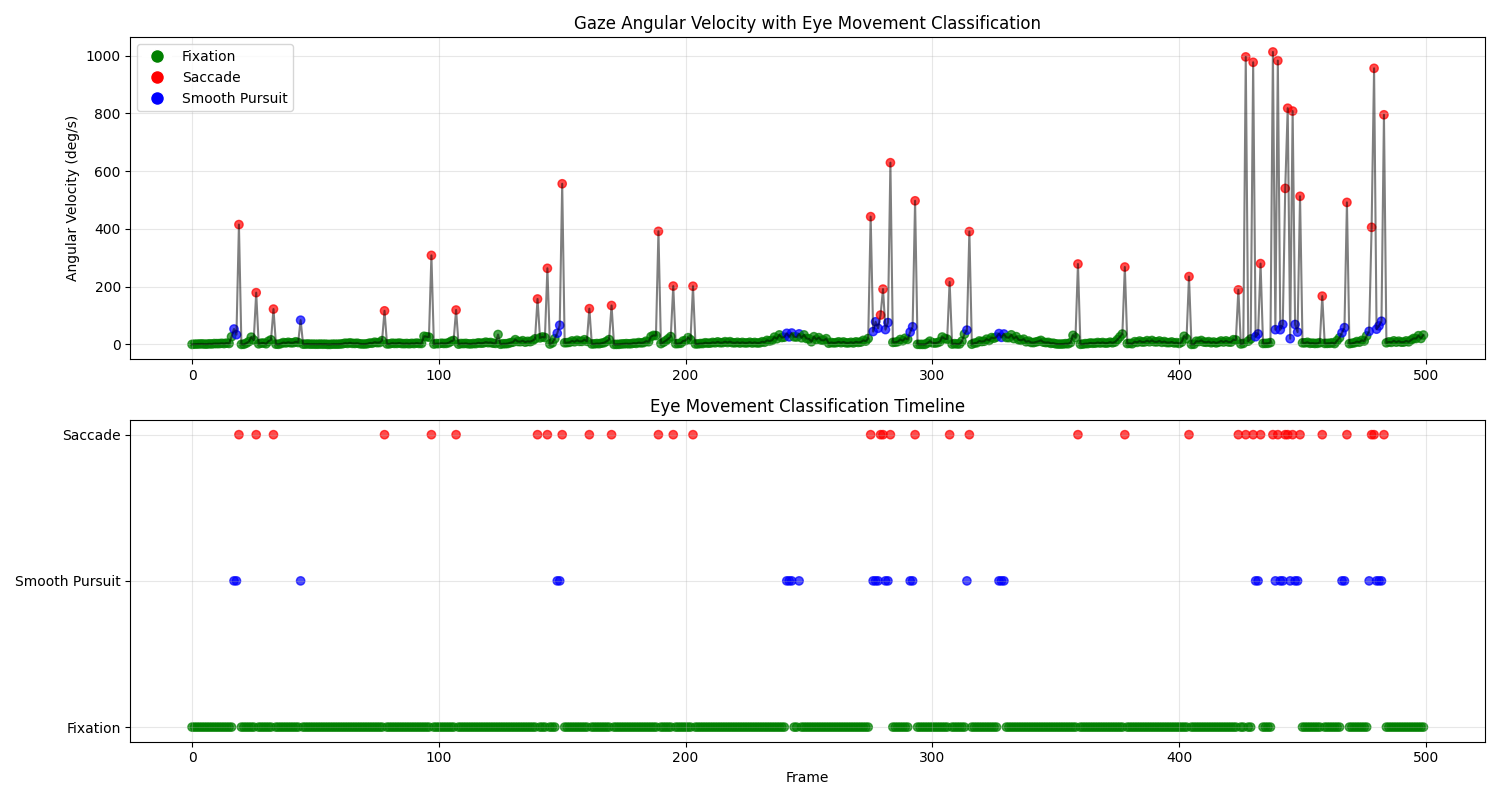 Gaze Angular Velocity with Eye Movement Classification
Angular Velocity (deg/s)
1000
800
600
400
200
0
Fixation
Saccade
Smooth Pursuit
0 100 200 300 400 500
Eye Movement Classification Timeline
Saccade
Smooth Pursuit
Fixation
0 100 200 300 400 500
Frame